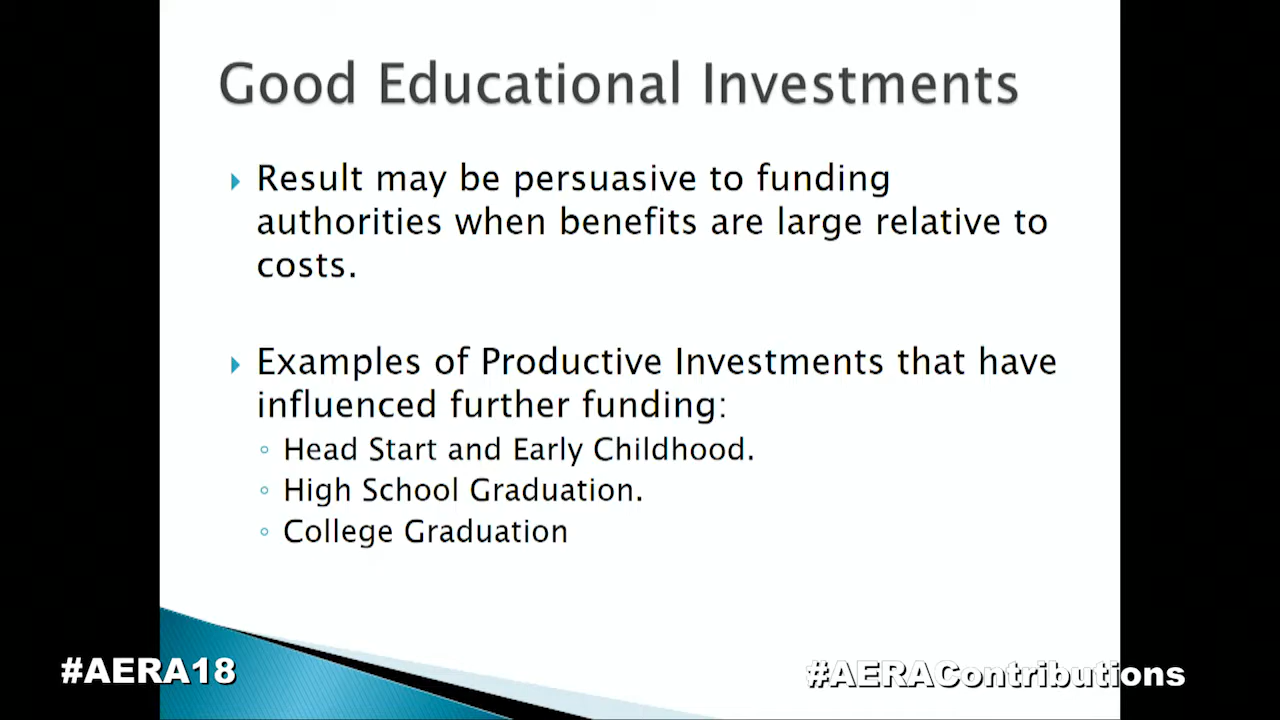 Good Educational Investments
Result may be persuasive to funding
authorities when benefits are large relative to
costs.
Examples of Productive Investments that have
influenced further funding:
Head Start and Early Childhood.
High School Graduation.
College Graduation
#AERA18
#AERAContributions